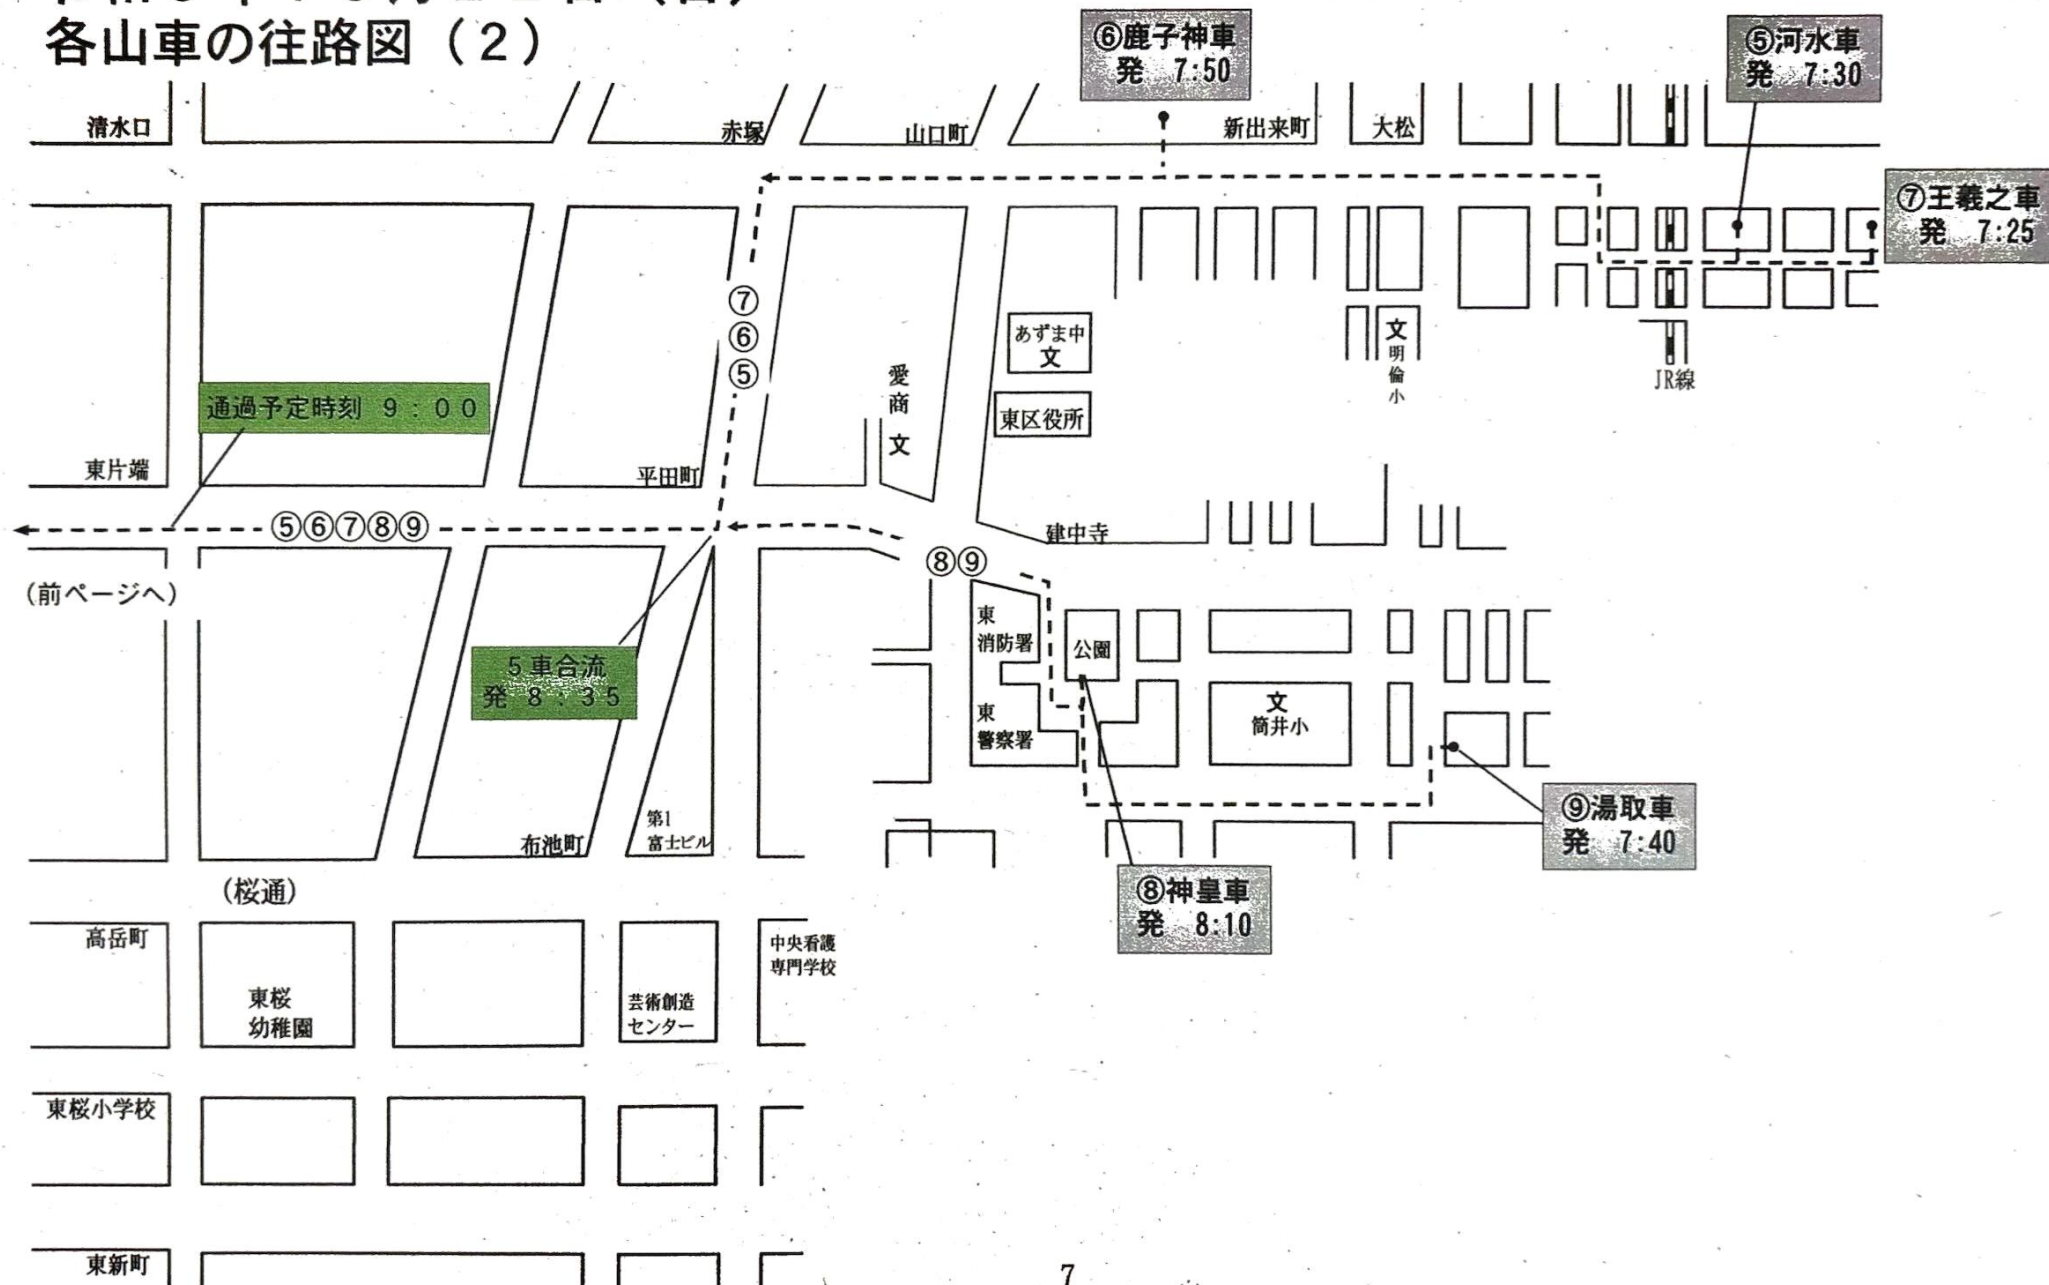 各山車の往路図（２）
⑥鹿子神車
発　7:50
⑤河水車
発　7:30
⑦王羲之車
発　7:25
清水口
赤塚
山口町
新出来町
大松
⑦
⑥
⑤
あずま中
文
東区役所
愛商 文
文 明倫小
JR線
通過予定時刻 ９：００
東片端
平田町
建中寺
⑤⑥⑦⑧⑨
⑧⑨
(前ページへ)
５車合流
発 ８．３５
東
消防署
東
警察署
公園
文
筒井小
⑨湯取車
発　7:40
⑧神皇車
発　8:10
布池町
第1
富士ビル
(桜通)
高岳町
東桜
幼稚園
芸術創造
センター
中央看護
専門学校
東桜小学校
東新町
7